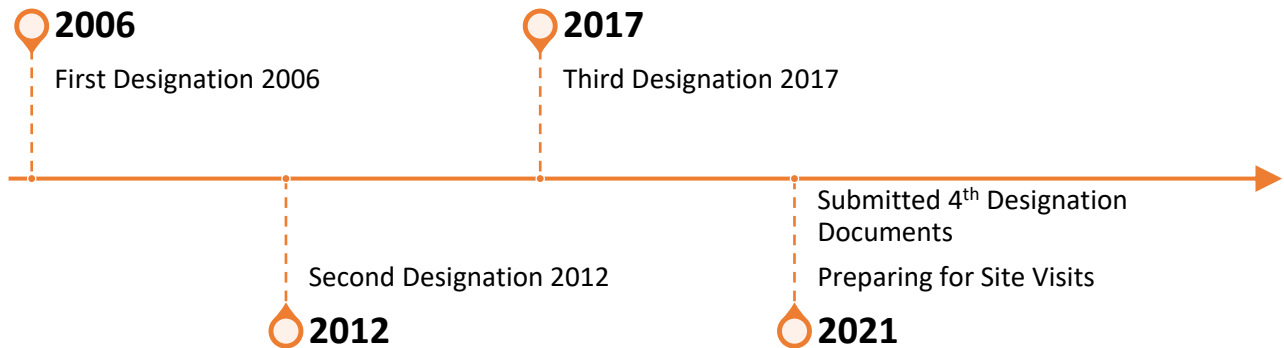 2006
First Designation 2006
2017
Third Designation 2017
Second Designation 2012
2012
Submitted 4th Designation
Documents
Preparing for Site Visits
2021